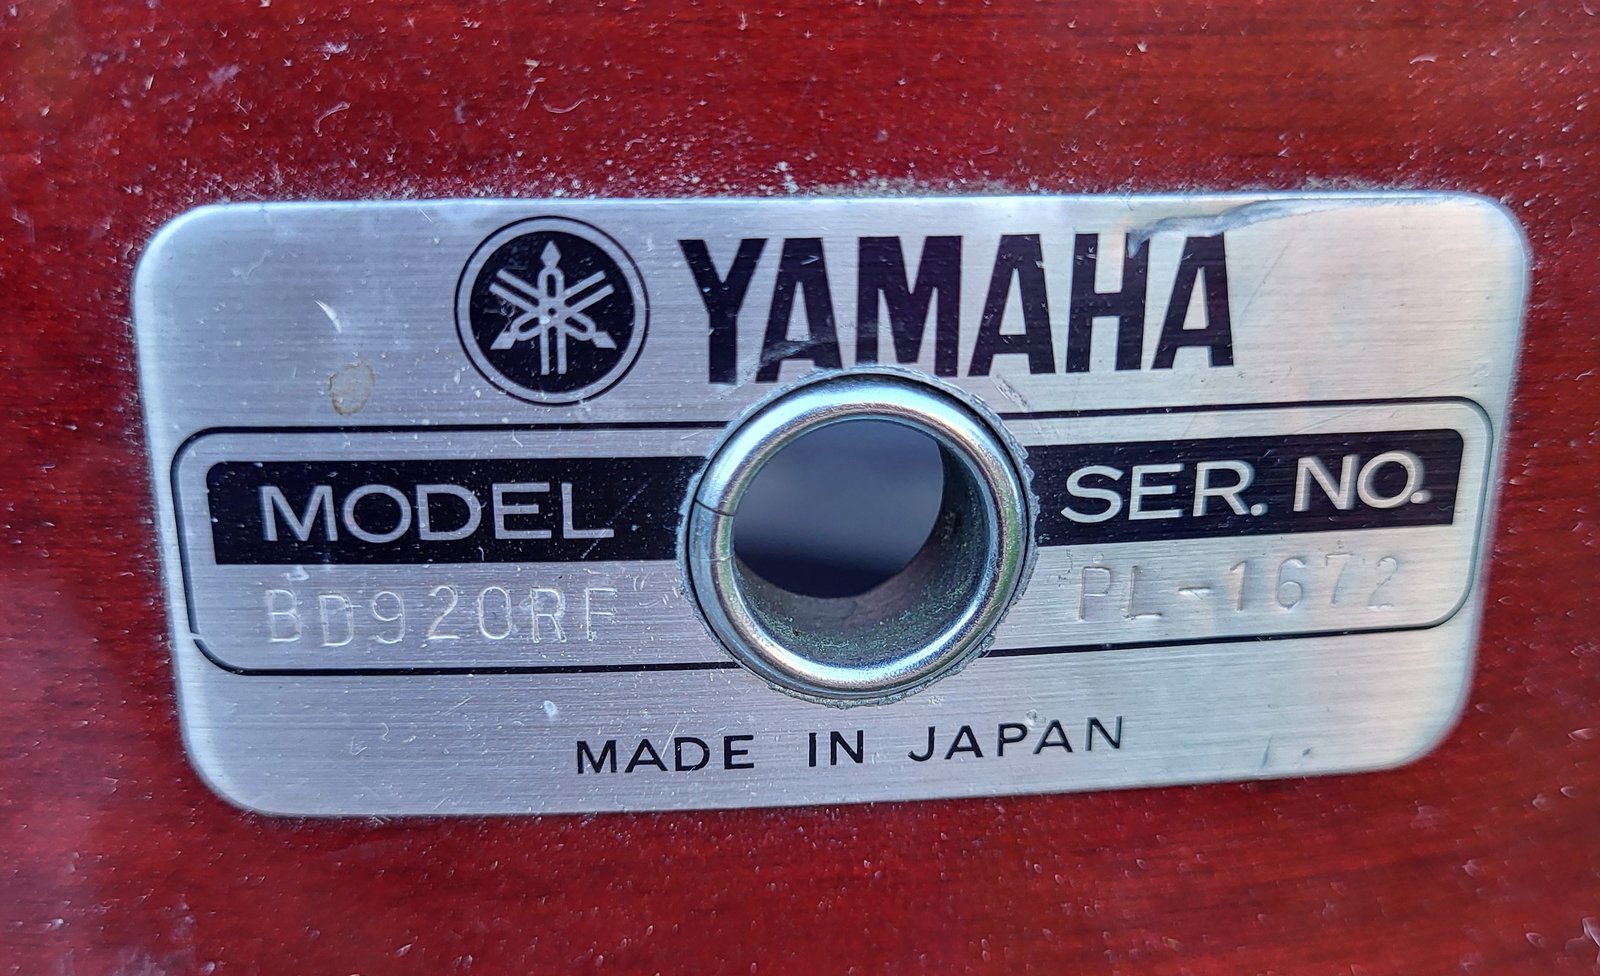 YAMAHA
MODEL
BD920RF
SER. NO.
PL-1672
MADE IN JAPAN